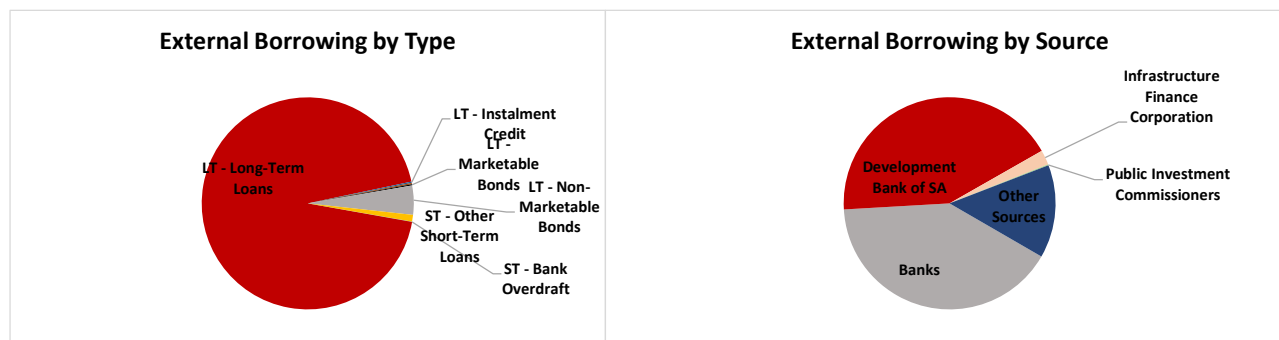 External Borrowing by Type
LT - Instalment
Credit
LT -
Marketable
Bonds
LT - Long-Term
Loans
LT - Non-
Marketable
Bonds
ST - Other
Short-Term
Loans
ST - Bank
Overdraft
External Borrowing by Source
Infrastructure
Finance
Corporation
Development
Bank of SA
Public Investment
Commissioners
Other
Sources
Banks